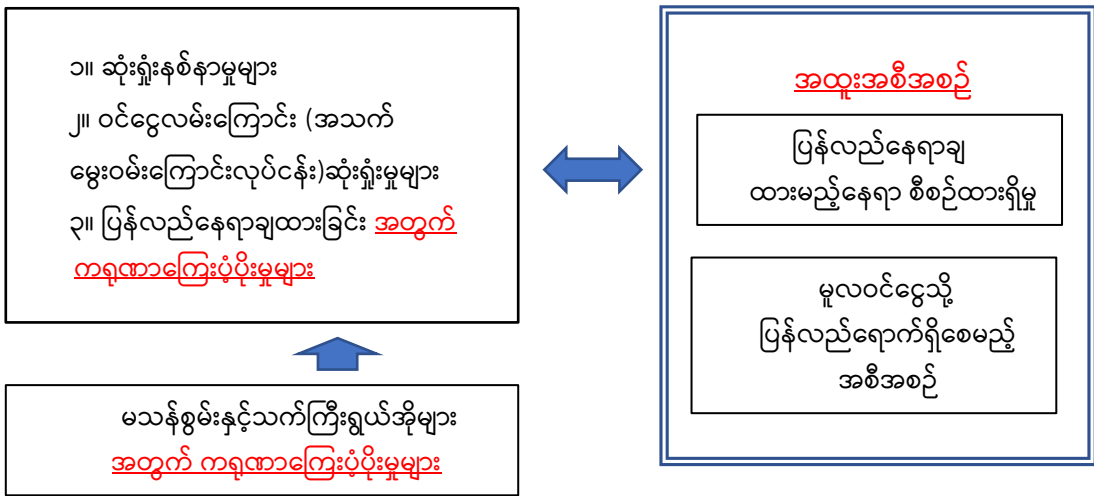 ၁။ ဆုံးရှုံးနစ်နာမှုများ
၂။ ဝင်ငွေလမ်းကြောင်း (အသက်
မွေးဝမ်းကြောင်းလုပ်ငန်း)ဆုံးရှုံးမှုများ
၃။ ပြန်လည်နေရာချထားခြင်း အတွက်
ကရုဏာကြေးပံ့ပိုးမှုများ
မသန်စွမ်းနှင့်သက်ကြီးရွယ်အိုများ
အတွက် ကရုဏာကြေးပံ့ပိုးမှုများ
အထူးအစီအစဉ်
ပြန်လည်နေရာချ
ထားမည့်နေရာ စီစဉ်ထားရှိမှု
မူလဝင်ငွေသို့
ပြန်လည်ရောက်ရှိစေမည့်
အစီအစဉ်